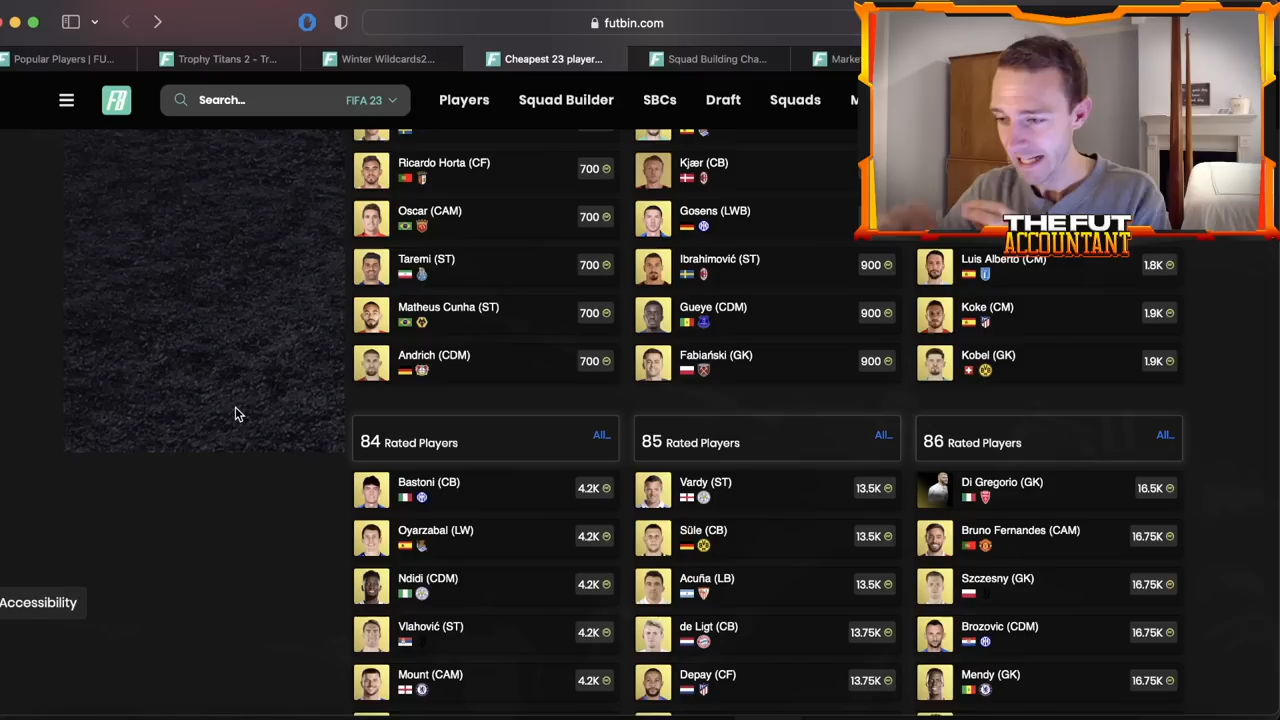 futbin.com
Popular Players | FU...
Trophy Titans 2 - Tr...
Winter Wildcards2...
Cheapest 23 player...
Squad Building Cha...
Marke
Search...
FIFA 23
Players
Squad Builder
SBCs
Draft
Squads
M
Ricardo Horta (CF)
700
Oscar (CAM)
700
Taremi (ST)
700
Matheus Cunha (ST)
700
Andrich (CDM)
700
Kjær (CB)
Gosens (LWB)
Ibrahimović (ST)
900
Gueye (CDM)
900
Fabiański (GK)
900
THE FUT
ACCOUNTANT
Luis Alberto (CM)
1.8K
Koke (CM)
1.9K
Kobel (GK)
1.9K
84 Rated Players
All_
Bastoni (CB)
4.2K
Oyarzabal (LW)
4.2K
Ndidi (CDM)
4.2K
Vlahović (ST)
4.2K
Mount (CAM)
4.2K
85 Rated Players
All_
Vardy (ST)
13.5K
Süle (CB)
13.5K
Acuña (LB)
13.5K
de Ligt (CB)
13.75K
Depay (CF)
13.75K
86 Rated Players
All_
Di Gregorio (GK)
16.5K
Bruno Fernandes (CAM)
16.75K
Szczesny (GK)
16.75K
Brozovic (CDM)
16.75K
Mendy (GK)
16.75K
Accessibility